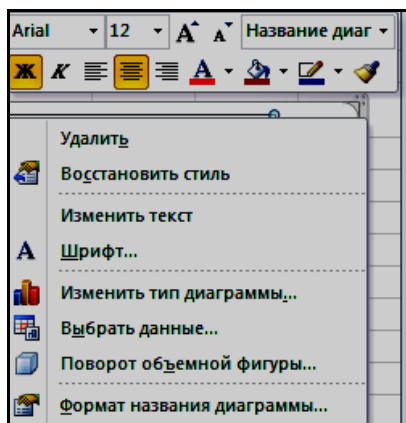 Arial 12 A A Название диаг
Ж К А
Удалить
Восстановить стиль
Изменить текст
А Шрифт...
Изменить тип диаграммы...
Выбрать данные...
Поворот объемной фигуры...
Формат названия диаграммы...